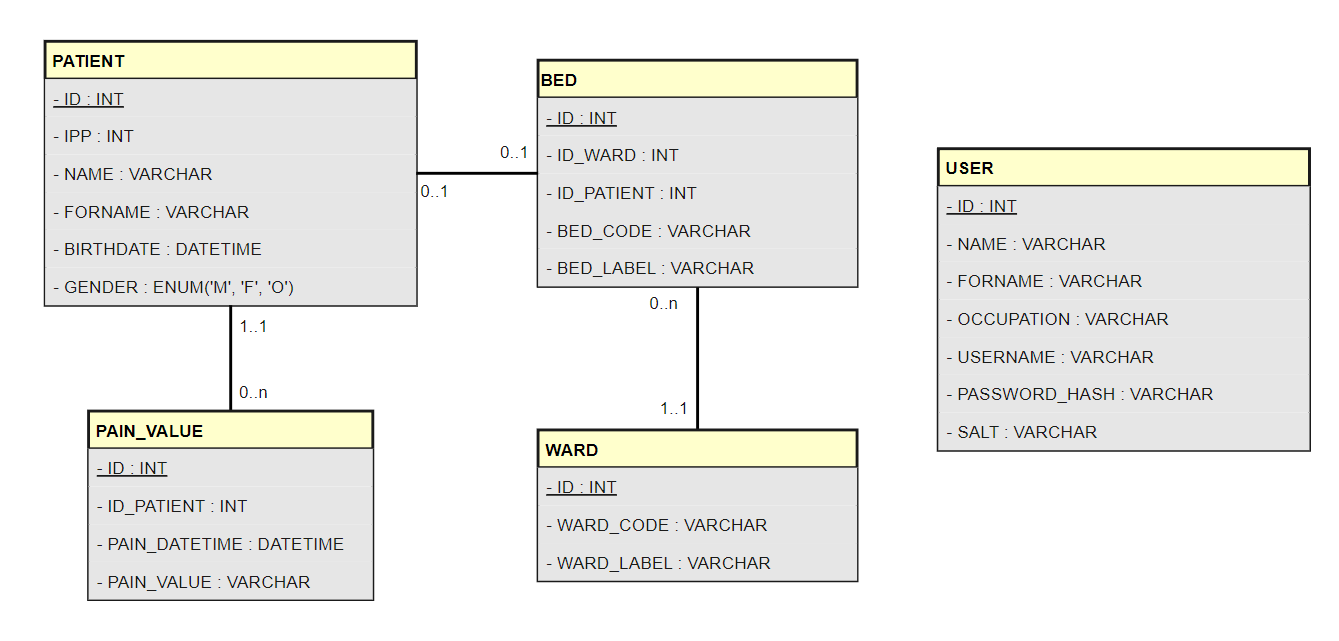 PATIENT
- ID : INT
- IPP : INT
- NAME : VARCHAR
- FORNAME : VARCHAR
- BIRTHDATE : DATETIME
- GENDER : ENUM('M', 'F', 'O')
0..1
0..1
BED
- ID : INT
- ID_WARD : INT
- ID_PATIENT : INT
- BED_CODE : VARCHAR
- BED_LABEL : VARCHAR
USER
- ID : INT
- NAME : VARCHAR
- FORNAME : VARCHAR
- OCCUPATION : VARCHAR
- USERNAME : VARCHAR
- PASSWORD_HASH : VARCHAR
- SALT : VARCHAR
1..1
0..n
PAIN_VALUE
- ID : INT
- ID_PATIENT : INT
- PAIN_DATETIME : DATETIME
- PAIN_VALUE : VARCHAR
0..n
1..1
WARD
- ID : INT
- WARD_CODE : VARCHAR
- WARD_LABEL : VARCHAR